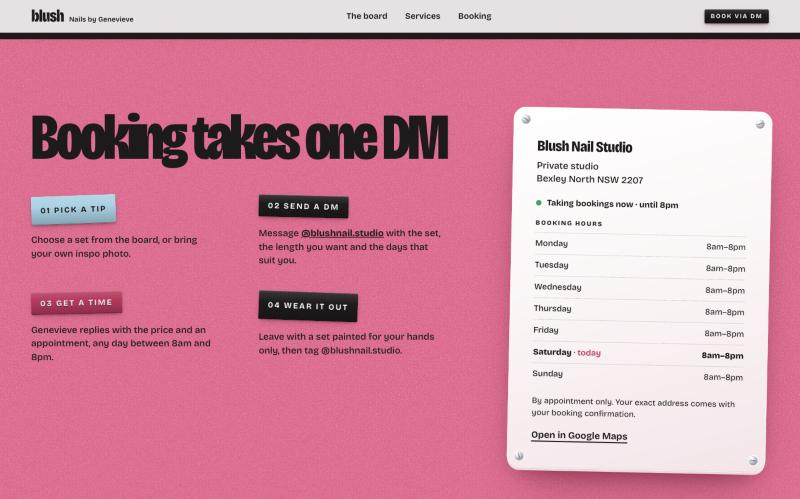 blush Nails by Genevieve
The board Services Booking
BOOK VIA DM
Booking takes one DM
01 PICK A TIP
Choose a set from the board, or bring
your own inspo photo.
02 SEND A DM
Message @blushnail.studio with the set,
the length you want and the days that
suit you.
03 GET A TIME
Genevieve replies with the price and an
appointment, any day between 8am and
8pm.
04 WEAR IT OUT
Leave with a set painted for your hands
only, then tag @blushnail.studio.
Blush Nail Studio
Private studio
Bexley North NSW 2207
Taking bookings now · until 8pm
BOOKING HOURS
Monday 8am–8pm
Tuesday 8am–8pm
Wednesday 8am–8pm
Thursday 8am–8pm
Friday 8am–8pm
Saturday · today 8am–8pm
Sunday 8am–8pm
By appointment only. Your exact address comes with
your booking confirmation.
Open in Google Maps